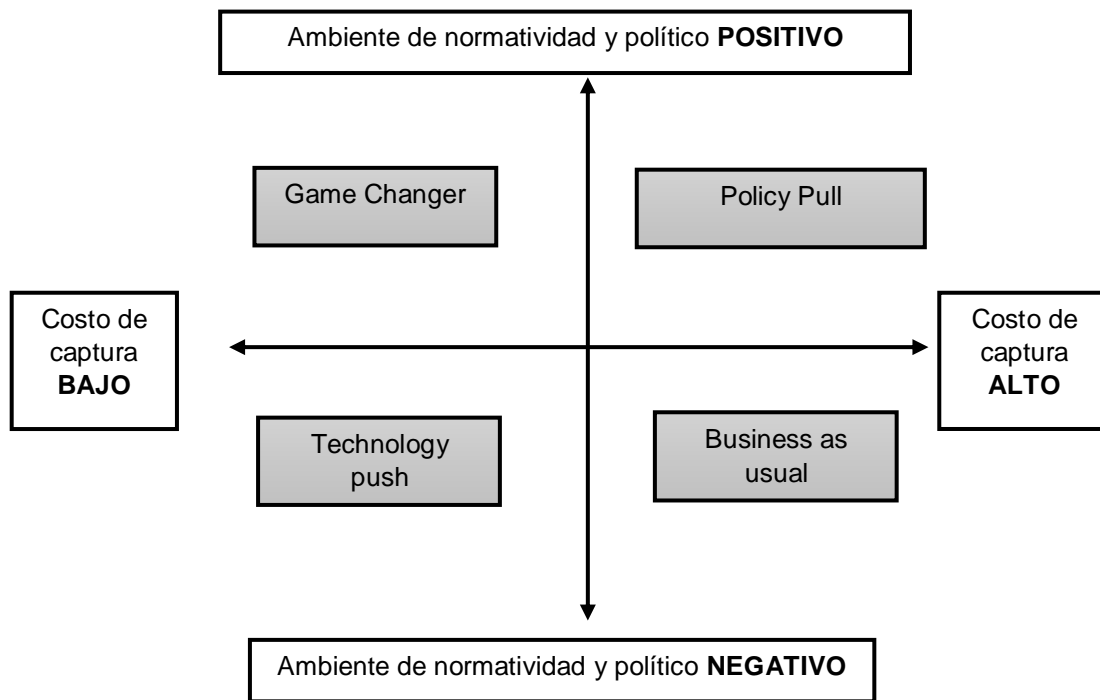 Ambiente de normatividad y político POSITIVO
Game Changer
Policy Pull
Costo de
captura
BAJO
Costo de
captura
ALTO
Technology
push
Business as
usual
Ambiente de normatividad y político NEGATIVO